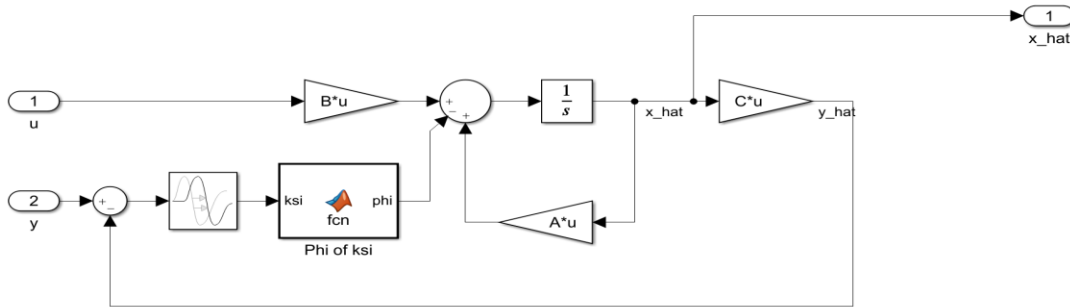 1
x_hat
1
u
B*u
+
−
+
1
s
x_hat
C*u
y_hat
2
y
+
−
ksi
fcn
phi
Phi of ksi
A*u